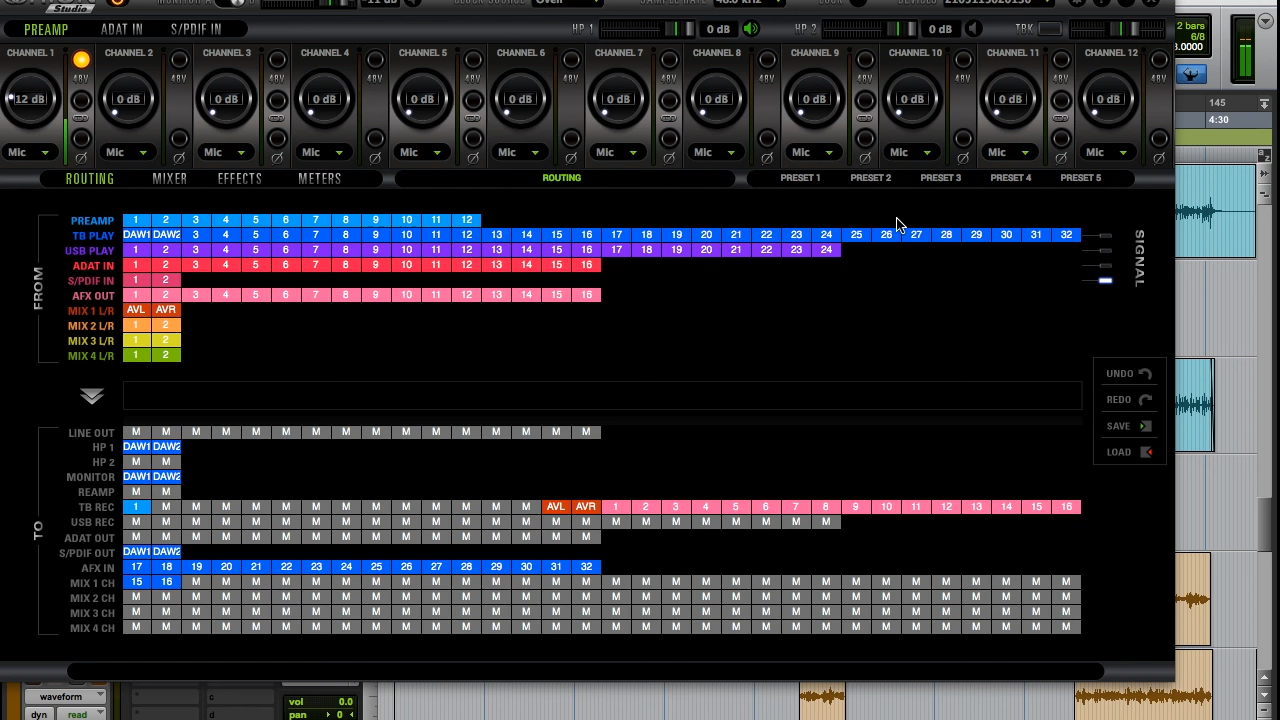 Studio
PREAMP ADAT IN S/PDIF IN HP 1 0 dB HP 2 0 dB TBK
2 bars
6/8
CHANNEL 1 CHANNEL 2 CHANNEL 3 CHANNEL 4 CHANNEL 5 CHANNEL 6 CHANNEL 7 CHANNEL 8 CHANNEL 9 CHANNEL 10 CHANNEL 11 CHANNEL 12
48V 48V 48V 48V 48V 48V 48V 48V 48V 48V 48V 48V
12 dB 0 dB 0 dB 0 dB 0 dB 0 dB 0 dB 0 dB 0 dB 0 dB 0 dB 0 dB
145
4:30
Mic Mic Mic Mic Mic Mic Mic Mic Mic Mic Mic Mic
ROUTING MIXER EFFECTS METERS ROUTING PRESET 1 PRESET 2 PRESET 3 PRESET 4 PRESET 5
FROM
PREAMP 1 2 3 4 5 6 7 8 9 10 11 12
TB PLAY DAW1 DAW2 3 4 5 6 7 8 9 10 11 12 13 14 15 16 17 18 19 20 21 22 23 24 25 26 27 28 29 30 31 32
USB PLAY 1 2 3 4 5 6 7 8 9 10 11 12 13 14 15 16 17 18 19 20 21 22 23 24
ADAT IN 1 2 3 4 5 6 7 8 9 10 11 12 13 14 15 16
S/PDIF IN 1 2
AFX OUT 1 2 3 4 5 6 7 8 9 10 11 12 13 14 15 16
MIX 1 L/R AVL AVR
MIX 2 L/R 1 2
MIX 3 L/R 1 2
MIX 4 L/R 1 2
SIGNAL
UNDO
REDO
SAVE
LOAD
TO
LINE OUT M M M M M M M M M M M M M M M M
HP 1 DAW1 DAW2
HP 2 M M
MONITOR DAW1 DAW2
REAMP M M
TB REC 1 M M M M M M M M M M M M M AVL AVR 1 2 3 4 5 6 7 8 9 10 11 12 13 14 15 16
USB REC M M M M M M M M M M M M M M M M M M M M M M M M
ADAT OUT M M M M M M M M M M M M M M M M
S/PDIF OUT DAW1 DAW2
AFX IN 17 18 19 20 21 22 23 24 25 26 27 28 29 30 31 32
MIX 1 CH 15 16 M M M M M M M M M M M M M M M M M M M M M M M M M M M M M M
MIX 2 CH M M M M M M M M M M M M M M M M M M M M M M M M M M M M M M M M
MIX 3 CH M M M M M M M M M M M M M M M M M M M M M M M M M M M M M M M M
MIX 4 CH M M M M M M M M M M M M M M M M M M M M M M M M M M M M M M M M
waveform c
dyn read d
vol 0.0
pan 0